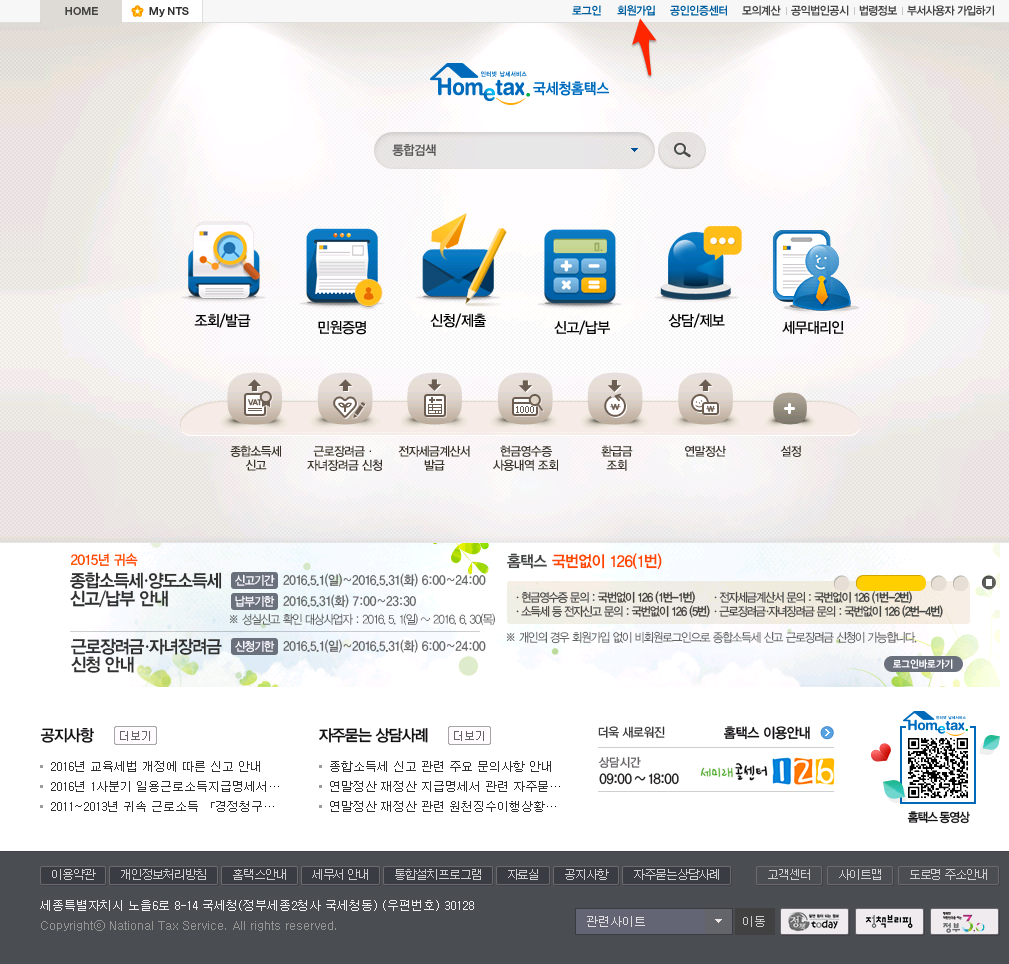 HOME
My NTS
로그인
회원가입
공인인증센터
모의계산
공익법인공시
법령정보
부서사용자 가입하기
인터넷 납세서비스
Hometax. 국세청홈택스
통합검색
0.
조회/발급
민원증명
신청/제출
신고/납부
상담/제보
세무대리인
VAT
1000
종합소득세
신고
근로장려금 ·
자녀장려금 신청
전자세금계산서
발급
현금영수증
사용내역 조회
환급금
조회
연말정산
설정
2015년 귀속
종합소득세·양도소득세
신고/납부 안내
신고기간 2016.5.1(일)~2016.5.31(화) 6:00~24:00
납부기한 2016.5.31(화) 7:00~23:30
※ 성실신고 확인 대상사업자 : 2016. 5. 1(일) ~ 2016. 6. 30(목)
근로장려금·자녀장려금
신청 안내
신청기한 2016.5.1(일)~2016.5.31(화) 6:00~24:00
홈택스 국번없이 126(1번)
· 현금영수증 문의 : 국번없이 126 (1번-1번) · 전자세금계산서 문의 : 국번없이 126 (1번-2번)
· 소득세 등 전자신고 문의 : 국번없이 126 (5번) · 근로장려금·자녀장려금 문의 : 국번없이 126 (2번-4번)
※ 개인의 경우 회원가입 없이 비회원로그인으로 종합소득세 신고 근로장려금 신청이 가능합니다.
로그인바로가기
공지사항 더보기
2016년 교육세법 개정에 따른 신고 안내
2016년 1사분기 일용근로소득지급명세서…
2011~2013년 귀속 근로소득 「경정청구…
자주묻는 상담사례 더보기
종합소득세 신고 관련 주요 문의사항 안내
연말정산 재정산 지급명세서 관련 자주묻…
연말정산 재정산 관련 원천징수이행상황…
더욱 새로워진 홈택스 이용안내
상담시간
09:00 ~ 18:00
세미래콜센터 126
인터넷 납세서비스
Hometax.
홈택스 동영상
이용약관
개인정보처리방침
홈택스안내
세무서 안내
통합설치프로그램
자료실
공지사항
자주묻는상담사례
고객센터
사이트맵
도로명 주소안내
세종특별자치시 노을6로 8-14 국세청(정부세종2청사 국세청동) (우편번호) 30128
Copyrightⓒ National Tax Service. All rights reserved.
관련사이트
이동
today
정책브리핑
정부3.0